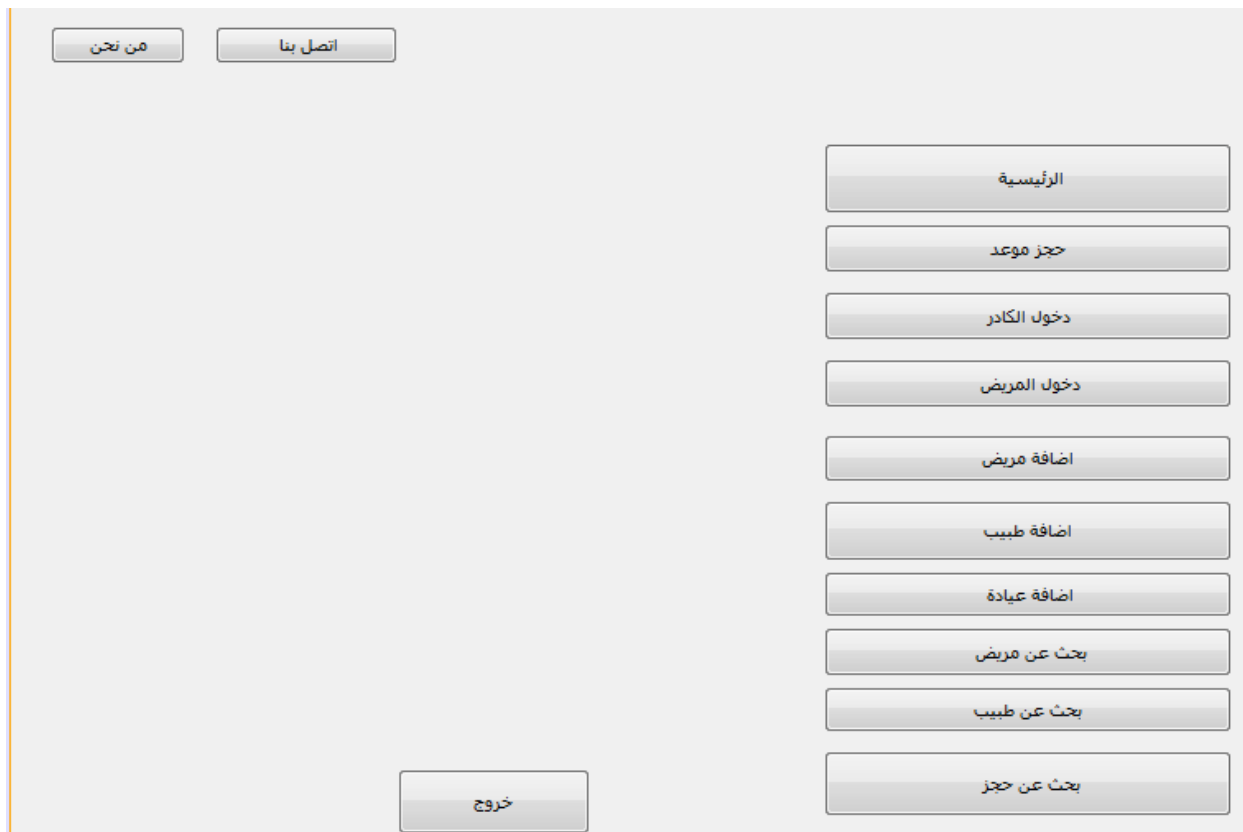 اتصل بنا
من نحن
الرئيسية
حجز موعد
دخول الكادر
دخول المريض
اضافة مريض
اضافة طبيب
اضافة عيادة
بحث عن مريض
بحث عن طبيب
بحث عن حجز
خروج